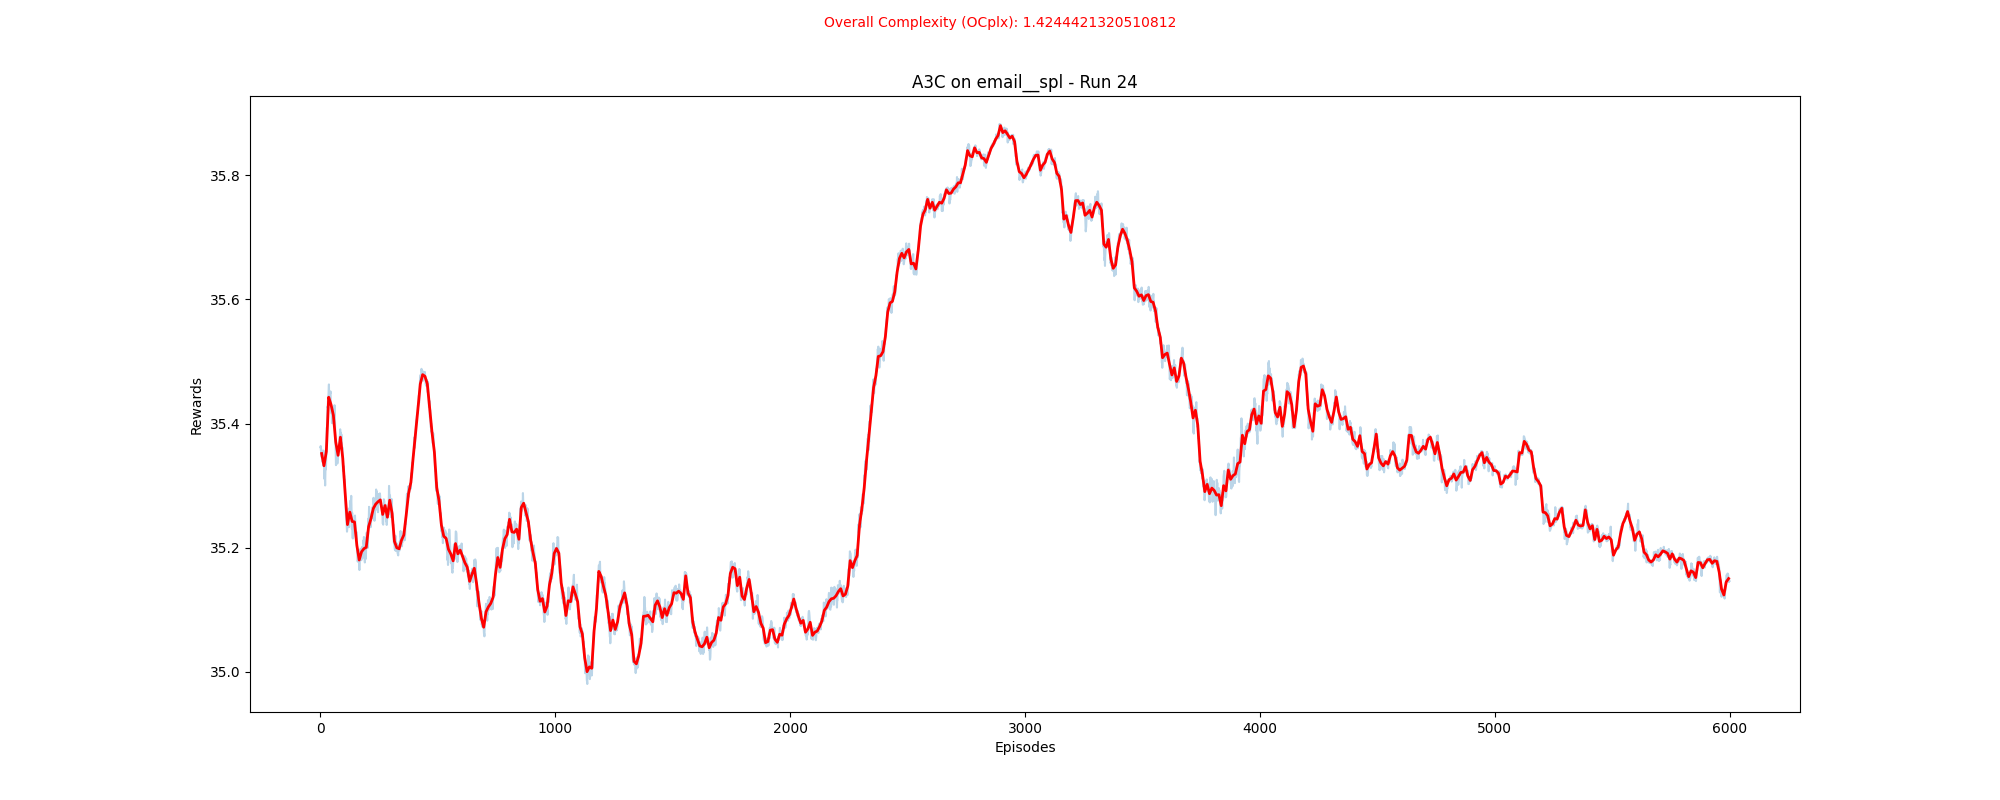 Overall Complexity (OCplx): 1.4244421320510812
A3C on email__spl - Run 24
35.8
35.6
35.4
35.2
35.0
Rewards
0 1000 2000 3000 4000 5000 6000
Episodes